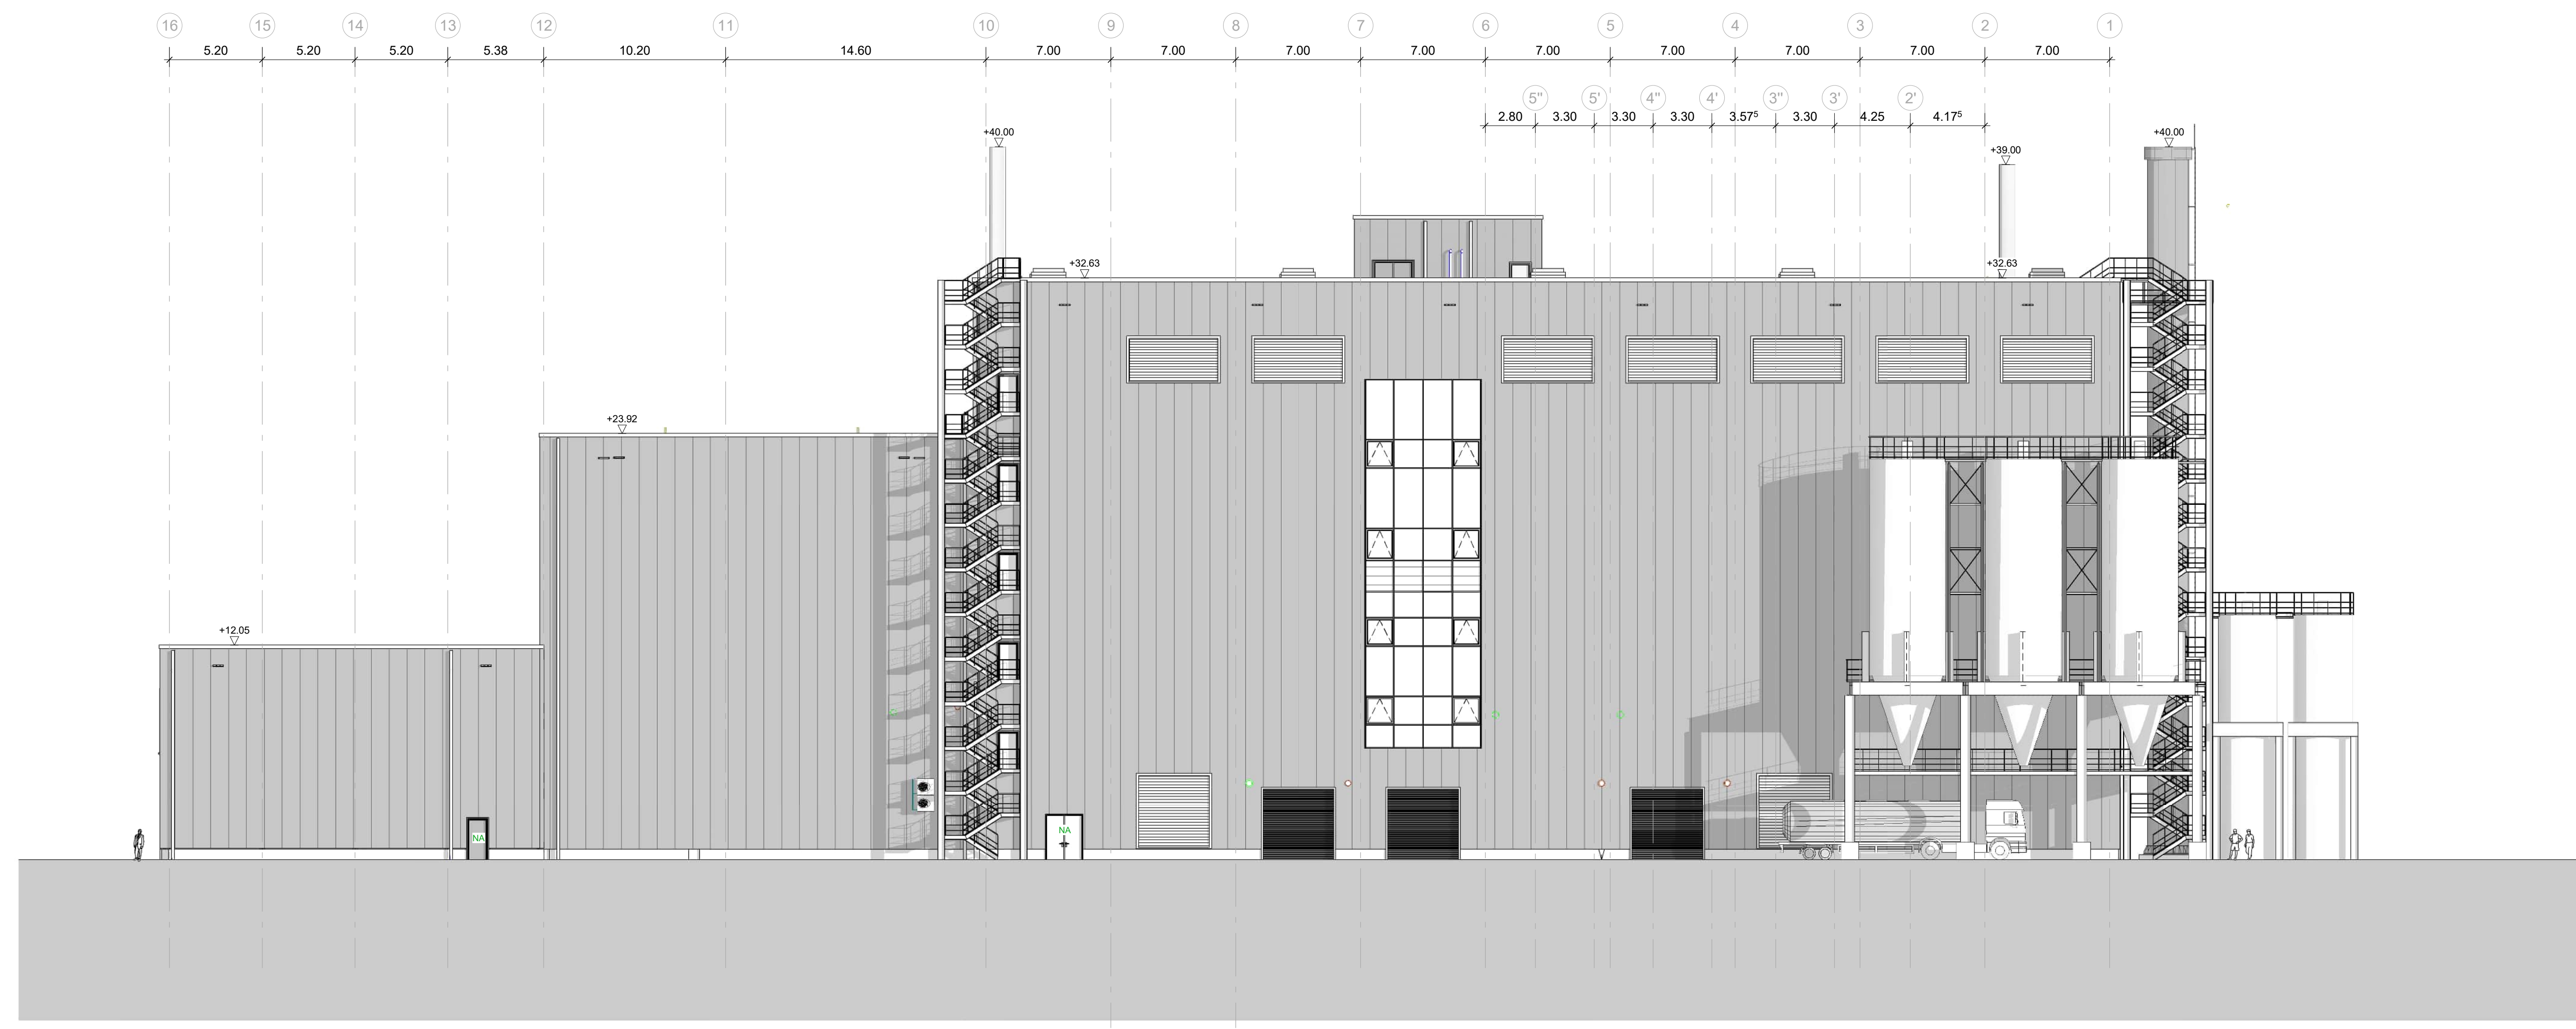 16 15 14 13 12 11 10 9 8 7 6 5 4 3 2 1
5.20 5.20 5.20 5.38 10.20 14.60 7.00 7.00 7.00 7.00 7.00 7.00 7.00 7.00 7.00
5" 5' 4" 4' 3" 3' 2'
2.80 3.30 3.30 3.30 3.57⁵ 3.30 4.25 4.17⁵
+40.00 +40.00
+39.00
+32.63 +32.63
+23.92
+12.05
NA
NA